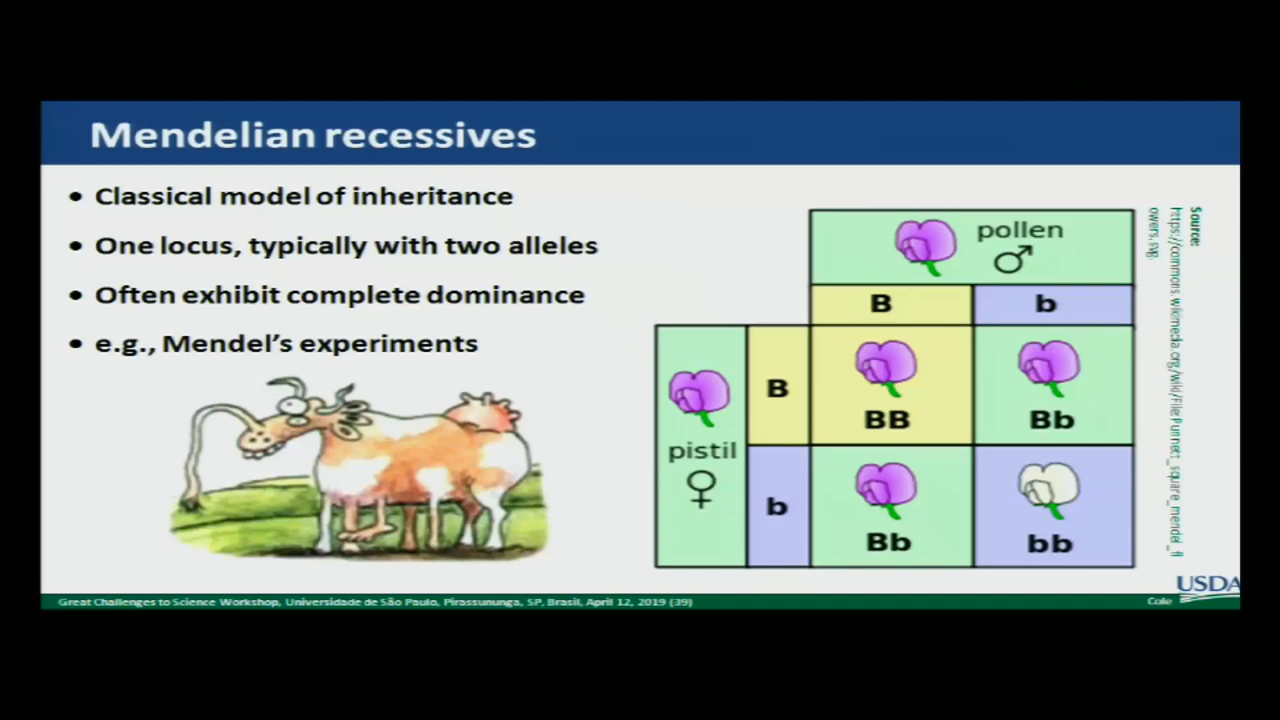 Mendelian recessives
• Classical model of inheritance
• One locus, typically with two alleles
• Often exhibit complete dominance
• e.g., Mendel's experiments
pollen
♂
B
b
pistil
♀
B
BB
Bb
b
Bb
bb
Source:
https://commons.wikimedia.org/wiki/File:Punnett_square_mendel_fl
owers.svg.
USDA
Great Challenges to Science Workshop, Universidade de São Paulo, Pirassununga, SP, Brasil, April 12, 2019 (39)
Cole